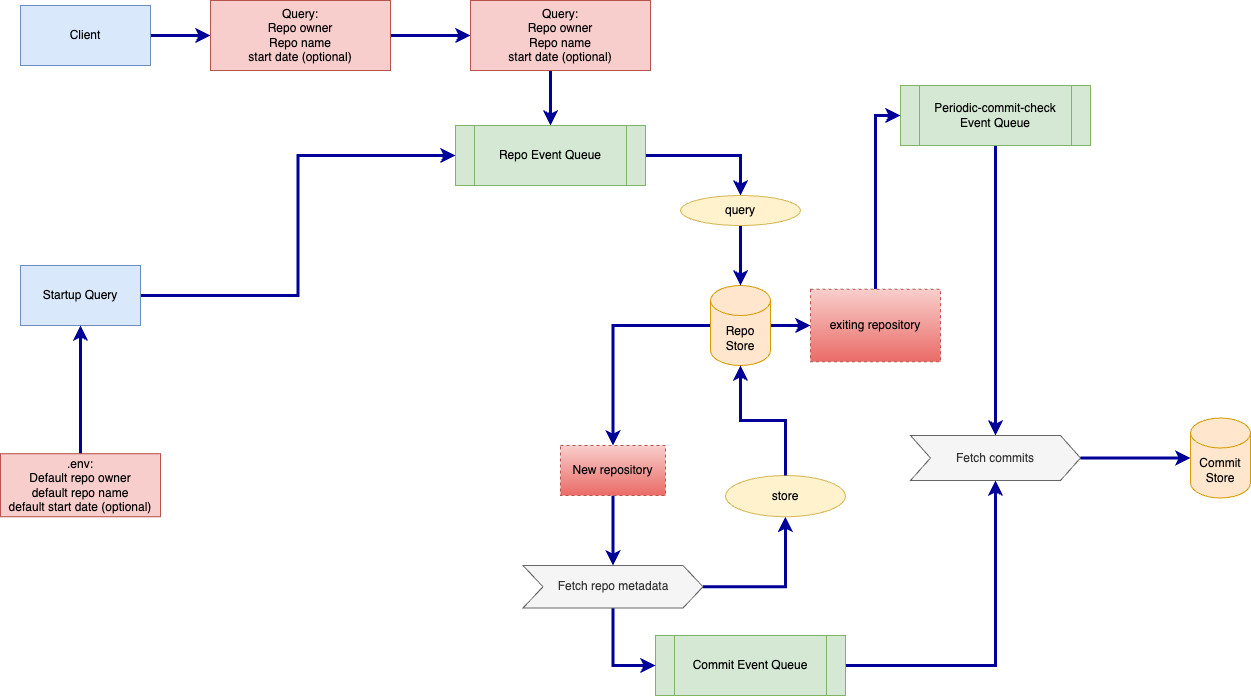 Client
Query:
Repo owner
Repo name
start date (optional)
Query:
Repo owner
Repo name
start date (optional)
Periodic-commit-check
Event Queue
Repo Event Queue
query
Startup Query
Repo
Store
exiting repository
.env:
Default repo owner
default repo name
default start date (optional)
New repository
store
Fetch commits
Commit
Store
Fetch repo metadata
Commit Event Queue